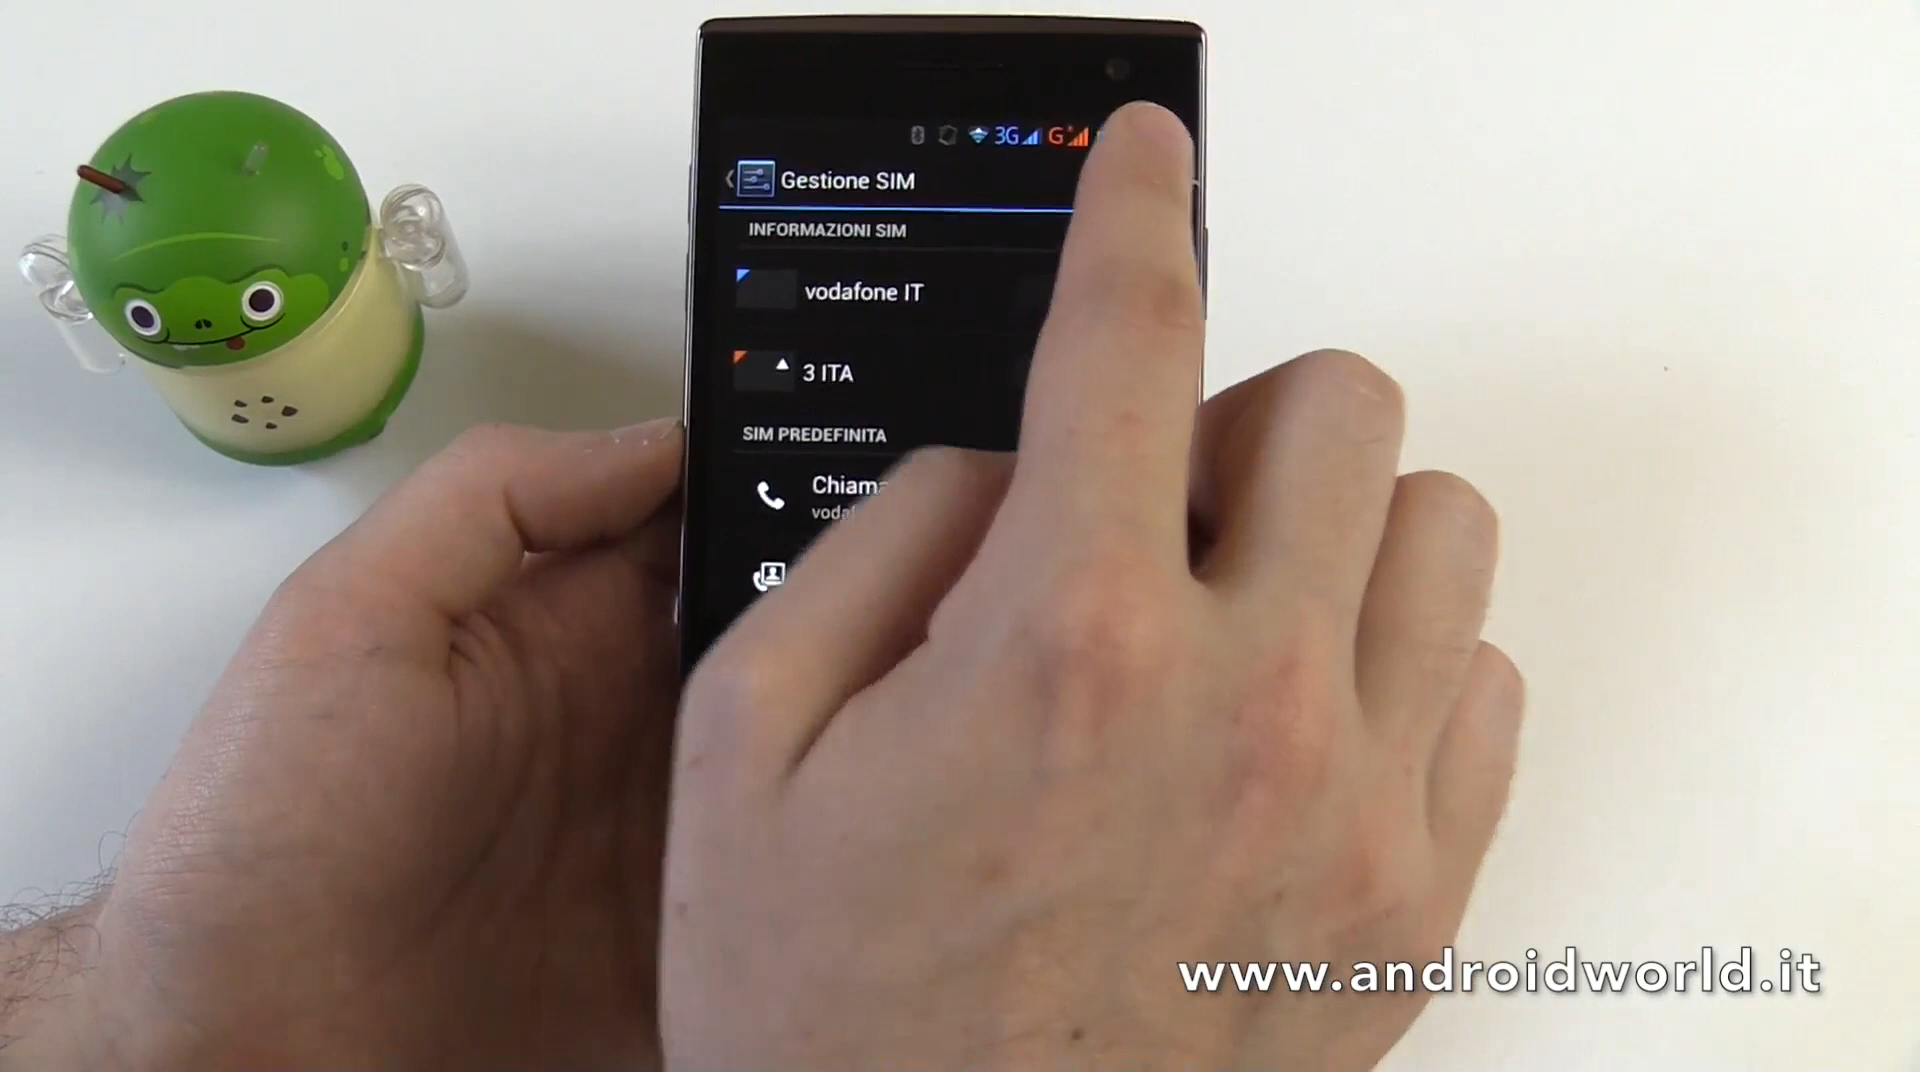 3G G
Gestione SIM
INFORMAZIONI SIM
vodafone IT
3 ITA
SIM PREDEFINITA
www.androidworld.it